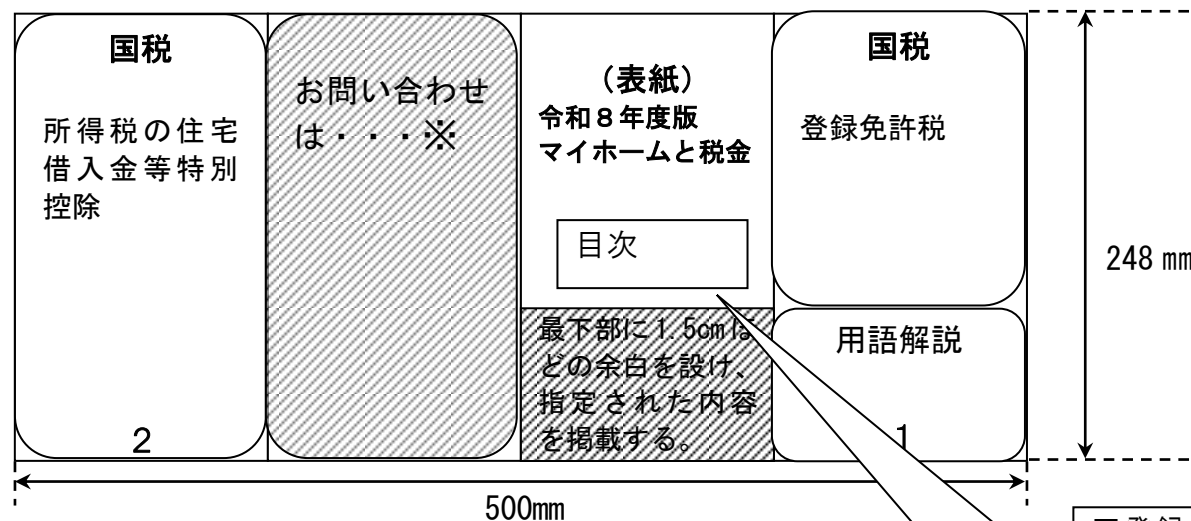 国税
所得税の住宅
借入金等特別
控除
2
お問い合わせ
は・・・※
（表紙）
令和８年度版
マイホームと税金
目次
最下部に1.5cmほ
どの余白を設け、
指定された内容
を掲載する。
国税
登録免許税
用語解説
1
248 mm
500mm